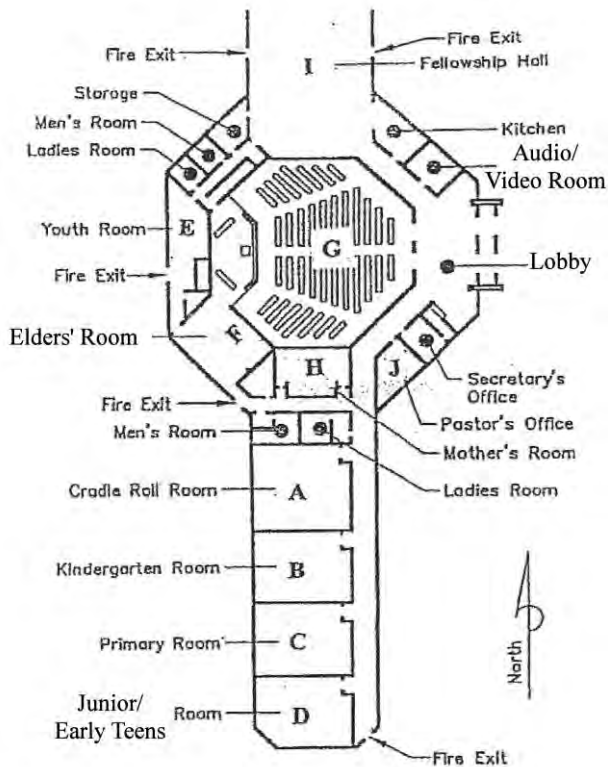 Fire Exit
Fire Exit
I
Fellowship Hall
Storage
Men's Room
Kitchen
Ladies Room
Audio/
Video Room
E
Youth Room
G
Fire Exit
Lobby
Elders' Room
F
H
J
Secretary's
Office
Fire Exit
Pastor's Office
Men's Room
Mother's Room
Cradle Roll Room
A
Ladies Room
Kindergarten Room
B
Primary Room
C
North
Junior/
Early Teens
Room
D
Fire Exit